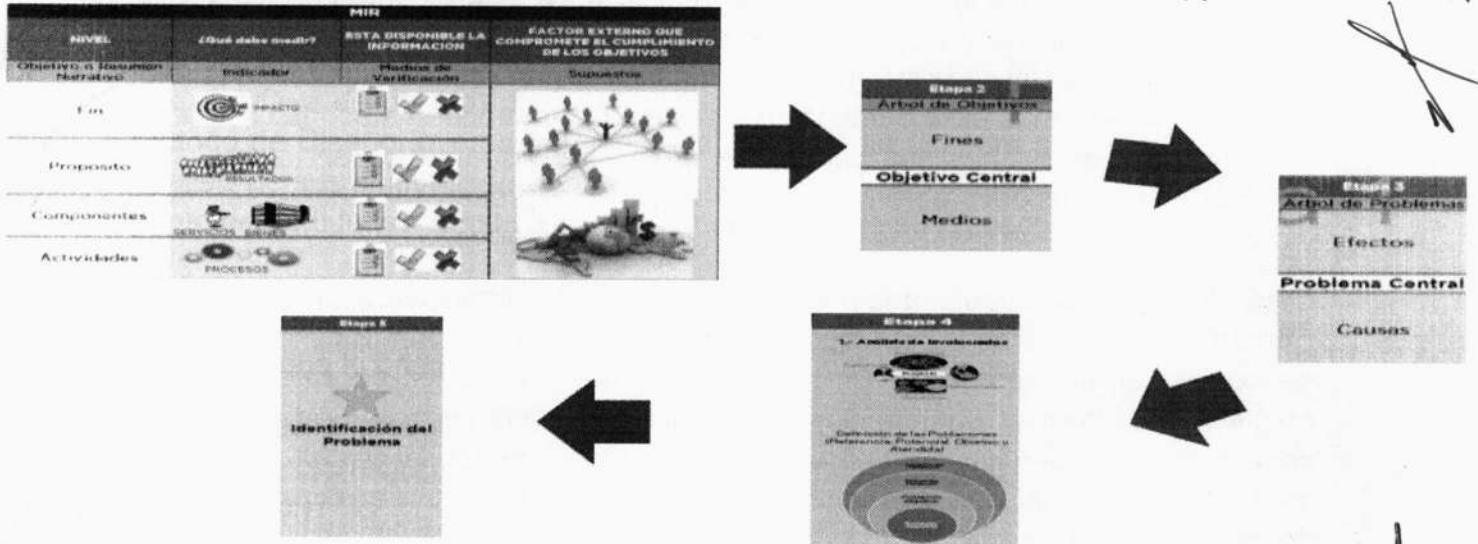 MIR
NIVEL
¿Qué debe medir?
ESTA DISPONIBLE LA INFORMACION
FACTOR EXTERNO QUE COMPROMETE EL CUMPLIMIENTO DE LOS OBJETIVOS
Objetivo o Resumen Narrativo
Indicador
Medios de Verificación
Supuestos
Fin
IMPACTO
Propósito
RESULTADOS
Componentes
SERVICIOS BIENES
Actividades
PROCESOS
Etapa 2
Arbol de Objetivos
Fines
Objetivo Central
Medios
Etapa 3
Arbol de Problemas
Efectos
Problema Central
Causas
Etapa 4
1.- Análisis de Involucrados
Definición de las Poblaciones
(Referencia, Potencial, Objetivo y
Atendida)
Etapa 5
Identificación del
Problema